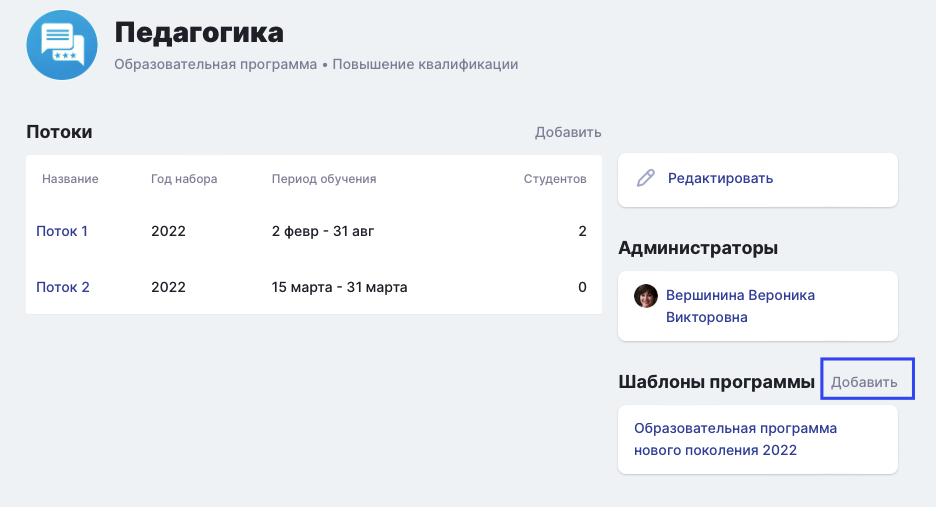 Педагогика
Образовательная программа • Повышение квалификации
Потоки
Добавить
Название Год набора Период обучения Студентов
Поток 1 2022 2 февр - 31 авг 2
Поток 2 2022 15 марта - 31 марта 0
Редактировать
Администраторы
Вершинина Вероника
Викторовна
Шаблоны программы Добавить
Образовательная программа
нового поколения 2022